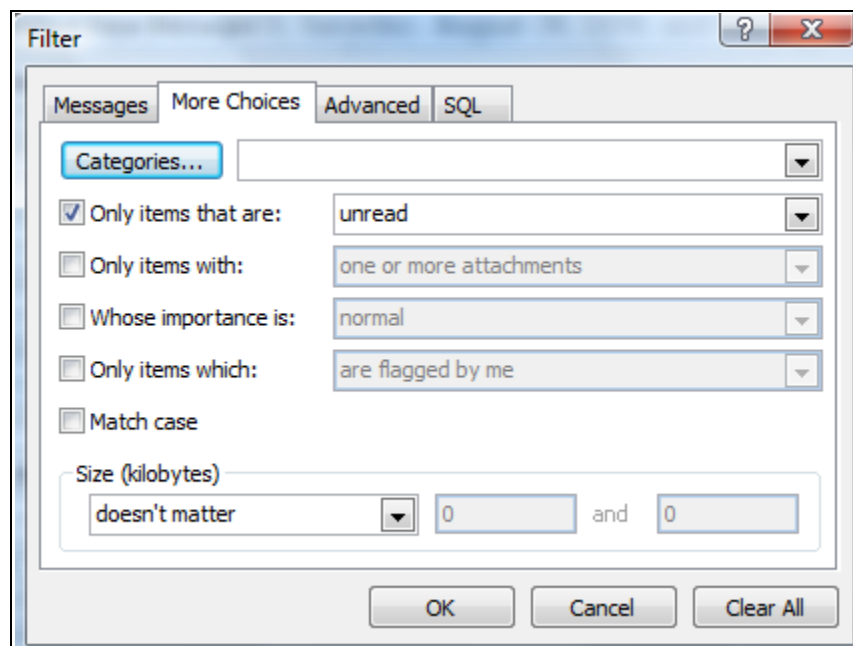 Filter
Messages More Choices Advanced SQL
Categories...
Only items that are: unread
Only items with: one or more attachments
Whose importance is: normal
Only items which: are flagged by me
Match case
Size (kilobytes)
doesn't matter 0 and 0
OK Cancel Clear All